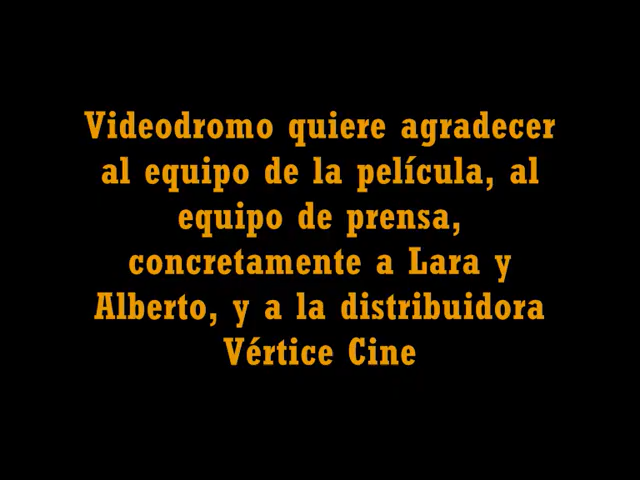 Videodromo quiere agradecer
al equipo de la película, al
equipo de prensa,
concretamente a Lara y
Alberto, y a la distribuidora
Vértice Cine